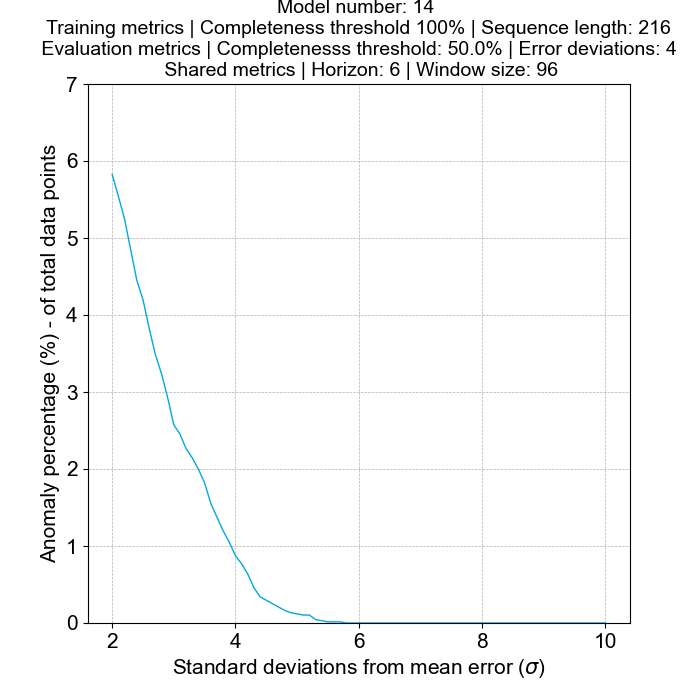 Model number: 14
Training metrics | Completeness threshold 100% | Sequence length: 216
Evaluation metrics | Completenesss threshold: 50.0% | Error deviations: 4
Shared metrics | Horizon: 6 | Window size: 96
7
6
5
4
3
2
1
0
Anomaly percentage (%) - of total data points
2 4 6 8 10
Standard deviations from mean error (σ)